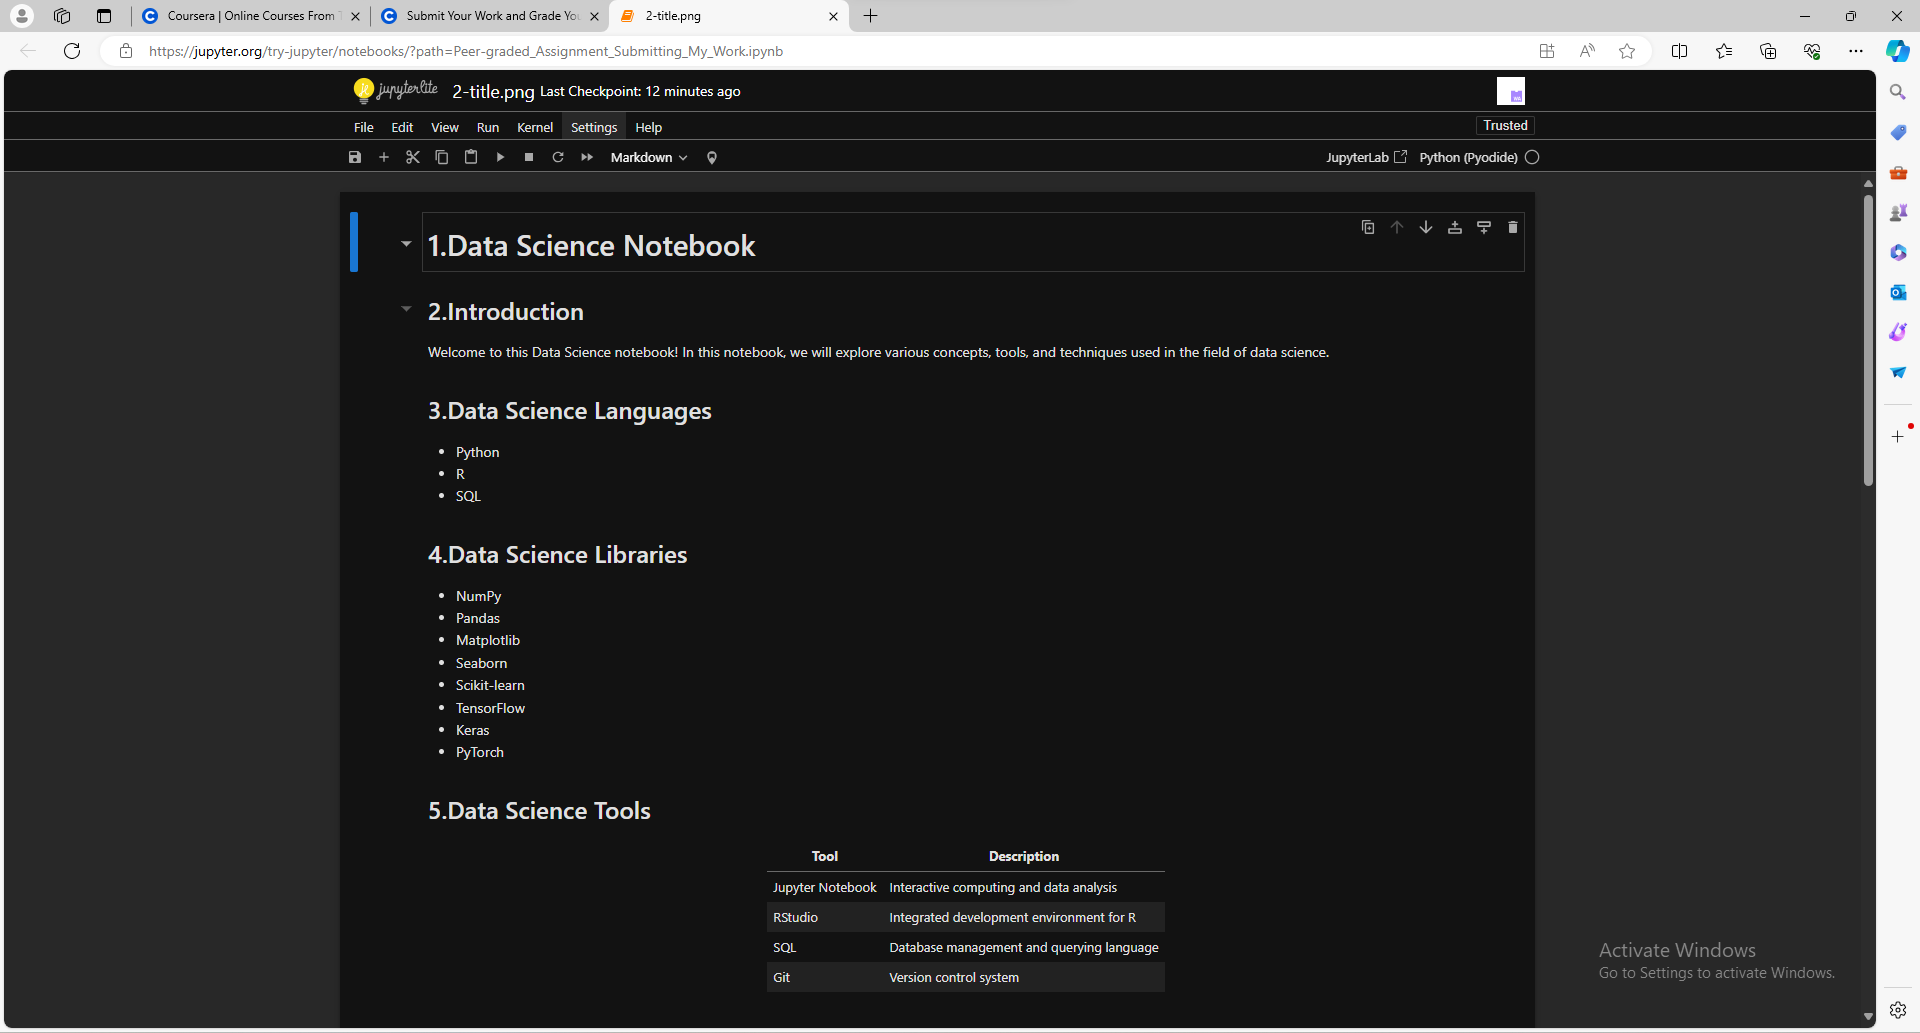 Coursera | Online Courses From T
Submit Your Work and Grade Yo
2-title.png
https://jupyter.org/try-jupyter/notebooks/?path=Peer-graded_Assignment_Submitting_My_Work.ipynb
jupyterlite 2-title.png Last Checkpoint: 12 minutes ago
File Edit View Run Kernel Settings Help
Trusted
Markdown
JupyterLab Python (Pyodide)
1.Data Science Notebook
2.Introduction
Welcome to this Data Science notebook! In this notebook, we will explore various concepts, tools, and techniques used in the field of data science.
3.Data Science Languages
• Python
• R
• SQL
4.Data Science Libraries
• NumPy
• Pandas
• Matplotlib
• Seaborn
• Scikit-learn
• TensorFlow
• Keras
• PyTorch
5.Data Science Tools
Tool Description
Jupyter Notebook Interactive computing and data analysis
RStudio Integrated development environment for R
SQL Database management and querying language
Git Version control system
Activate Windows
Go to Settings to activate Windows.